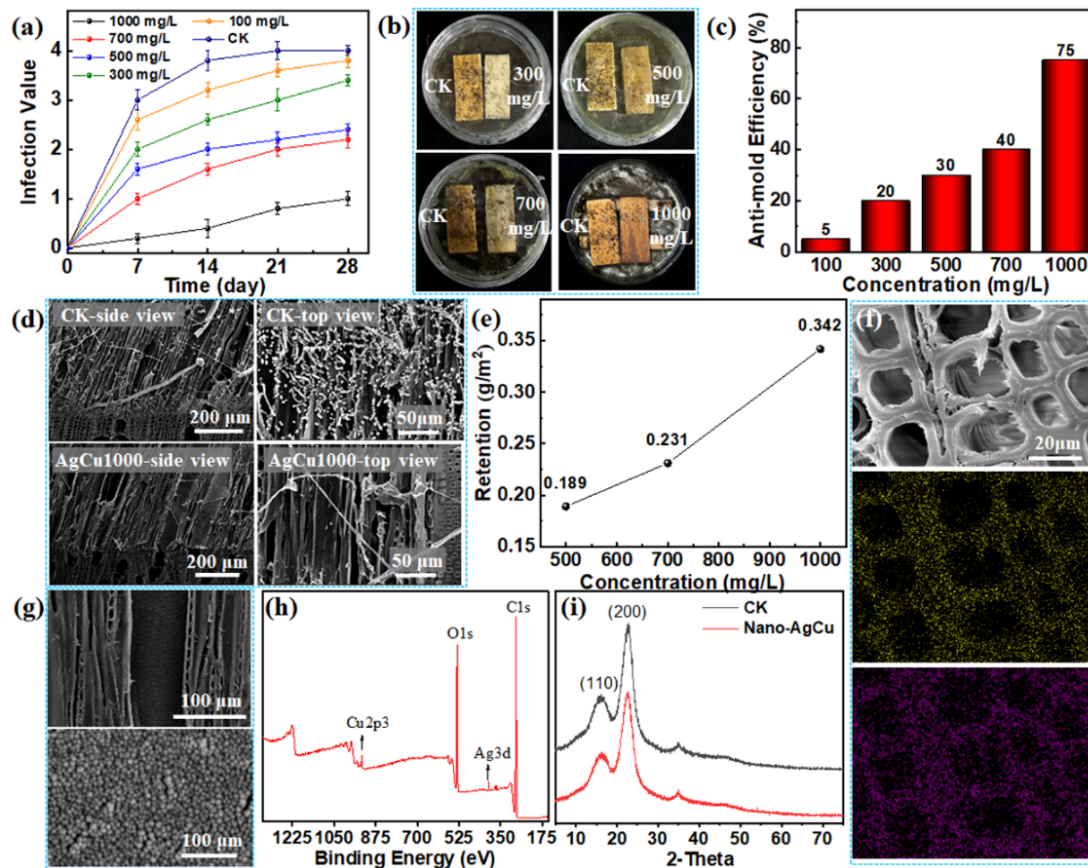 (a)
1000 mg/L
700 mg/L
500 mg/L
300 mg/L
100 mg/L
CK
Infection Value
4
3
2
1
0
0 7 14 21 28
Time (day)
(b)
CK
300
mg/L
CK
500
mg/L
CK
700
mg/L
CK
1000
mg/L
(c)
Anti-mold Efficiency (%)
80
60
40
20
0
5
20
30
40
75
100 300 500 700 1000
Concentration (mg/L)
(d)
CK-side view
200 μm
CK-top view
50μm
AgCu1000-side view
200 μm
AgCu1000-top view
50 μm
(e)
Retention (g/m²)
0.35
0.30
0.25
0.20
0.15
0.189
0.231
0.342
500 600 700 800 900 1000
Concentration (mg/L)
(f)
20μm
(g)
100 μm
100 μm
(h)
Cu2p3
O1s
Ag3d
C1s
1225 1050 875 700 525 350 175
Binding Energy (eV)
(i)
CK
Nano-AgCu
(110)
(200)
10 20 30 40 50 60 70
2-Theta